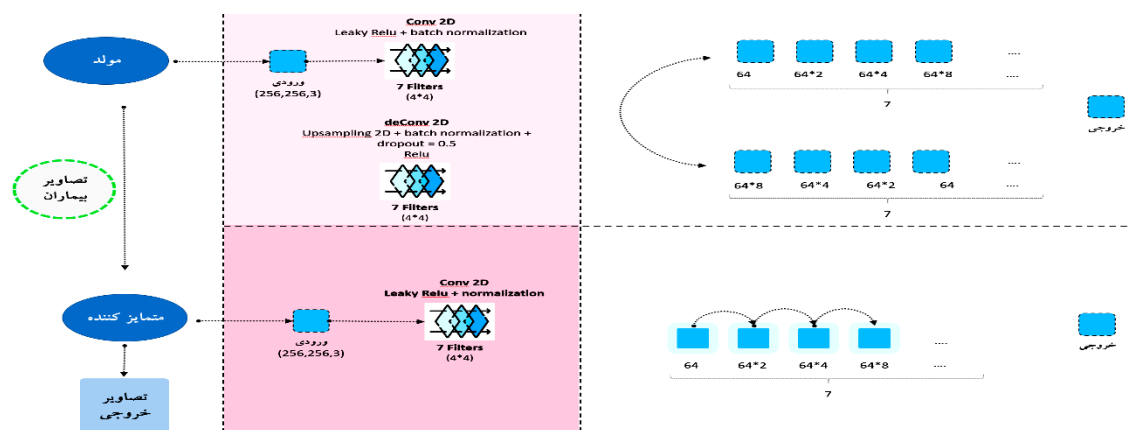 مولد
ورودی
(256,256,3)
Conv 2D
Leaky Relu + batch normalization
7 Filters
(4*4)
deConv 2D
Upsampling 2D + batch normalization +
dropout = 0.5
Relu
7 Filters
(4*4)
64 64*2 64*4 64*8 ....
....
7
خروجی
64*8 64*4 64*2 64 ....
....
7
تصاویر
بیماران
متمایز کننده
ورودی
(256,256,3)
Conv 2D
Leaky Relu + normalization
7 Filters
(4*4)
....
64 64*2 64*4 64*8 ....
7
خروجی
تصاویر
خروجی